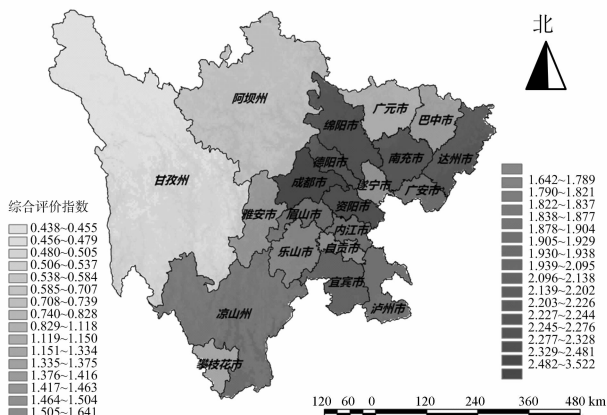 北
阿坝州
广元市
巴中市
绵阳市
南充市
达州市
德阳市
甘孜州
成都市
遂宁市
广安市
资阳市
雅安市
眉山市
内江市
自贡市
乐山市
宜宾市
泸州市
凉山州
攀枝花市
综合评价指数
0.438~0.455
0.456~0.479
0.480~0.505
0.506~0.537
0.538~0.584
0.585~0.707
0.708~0.739
0.740~0.828
0.829~1.118
1.119~1.150
1.151~1.334
1.335~1.375
1.376~1.416
1.417~1.463
1.464~1.504
1.505~1.641
1.642~1.789
1.790~1.821
1.822~1.837
1.838~1.877
1.878~1.904
1.905~1.929
1.930~1.938
1.939~2.095
2.096~2.138
2.139~2.202
2.203~2.226
2.227~2.244
2.245~2.276
2.277~2.328
2.329~2.481
2.482~3.522
120 60 0 120 240 360 480 km